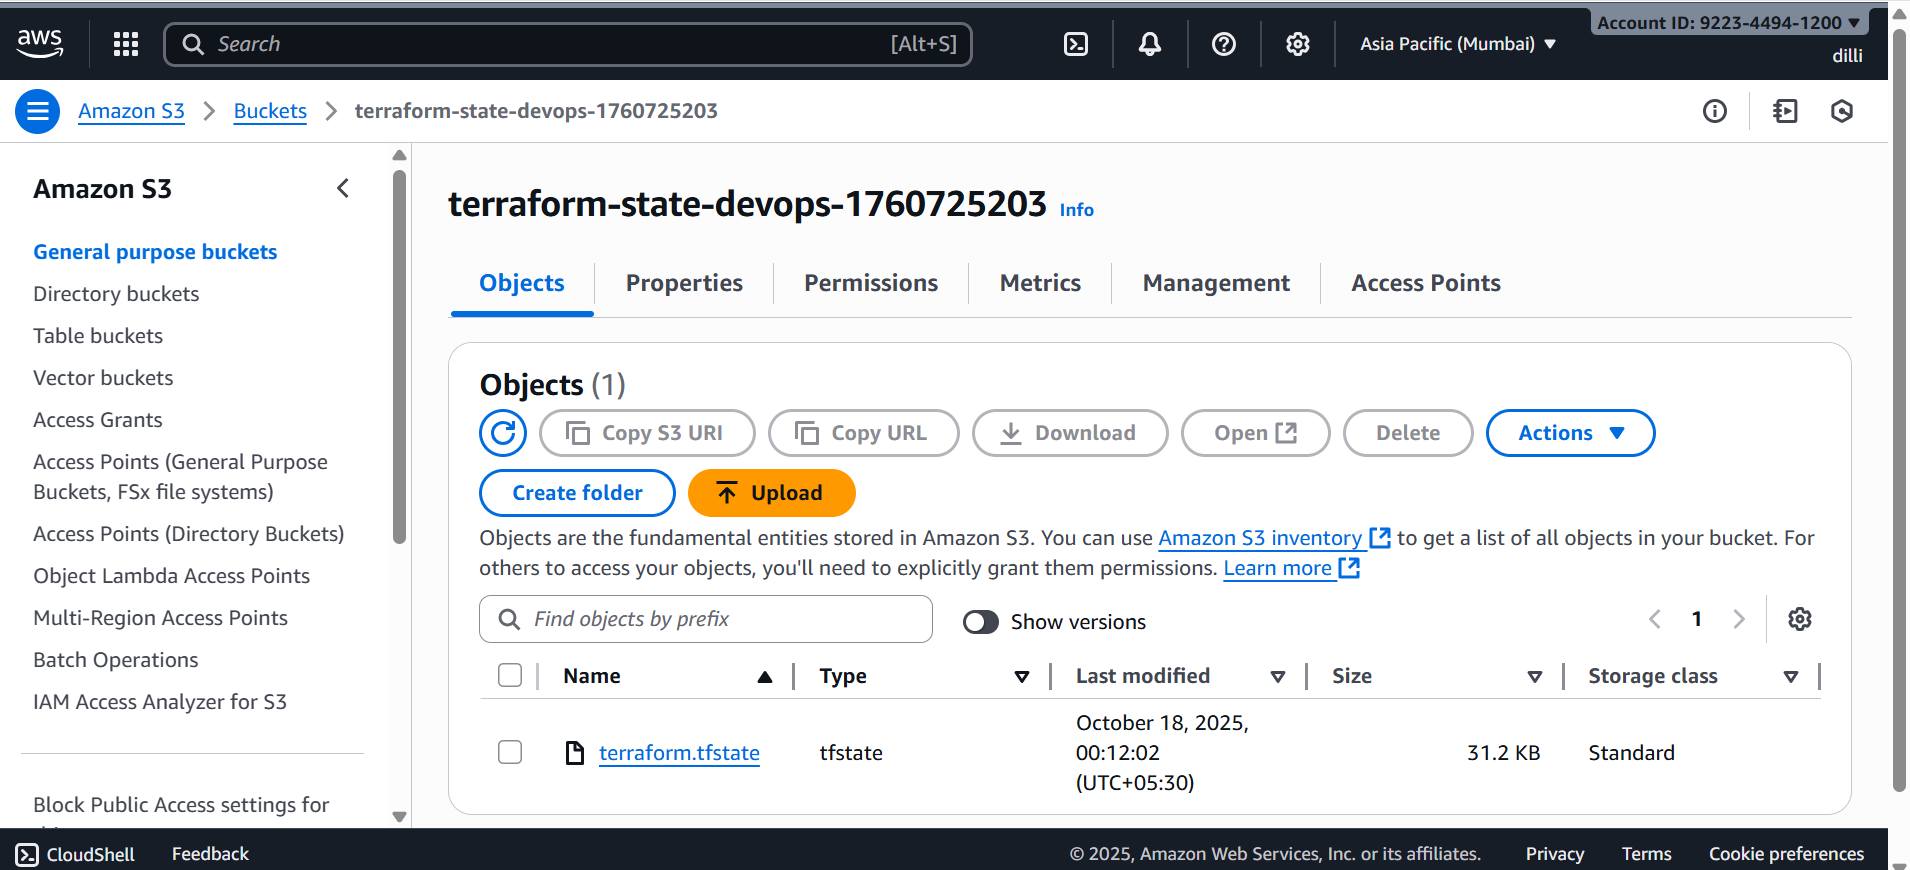 aws
Search
[Alt+S]
Asia Pacific (Mumbai)
Account ID: 9223-4494-1200
dilli
Amazon S3
Buckets
terraform-state-devops-1760725203
Amazon S3
General purpose buckets
Directory buckets
Table buckets
Vector buckets
Access Grants
Access Points (General Purpose
Buckets, FSx file systems)
Access Points (Directory Buckets)
Object Lambda Access Points
Multi-Region Access Points
Batch Operations
IAM Access Analyzer for S3
Block Public Access settings for
terraform-state-devops-1760725203 Info
Objects
Properties
Permissions
Metrics
Management
Access Points
Objects (1)
Copy S3 URI
Copy URL
Download
Open
Delete
Actions
Create folder
Upload
Objects are the fundamental entities stored in Amazon S3. You can use Amazon S3 inventory to get a list of all objects in your bucket. For
others to access your objects, you'll need to explicitly grant them permissions. Learn more
Find objects by prefix
Show versions
1
Name
Type
Last modified
Size
Storage class
terraform.tfstate
tfstate
October 18, 2025,
00:12:02
(UTC+05:30)
31.2 KB
Standard
CloudShell
Feedback
© 2025, Amazon Web Services, Inc. or its affiliates.
Privacy
Terms
Cookie preferences